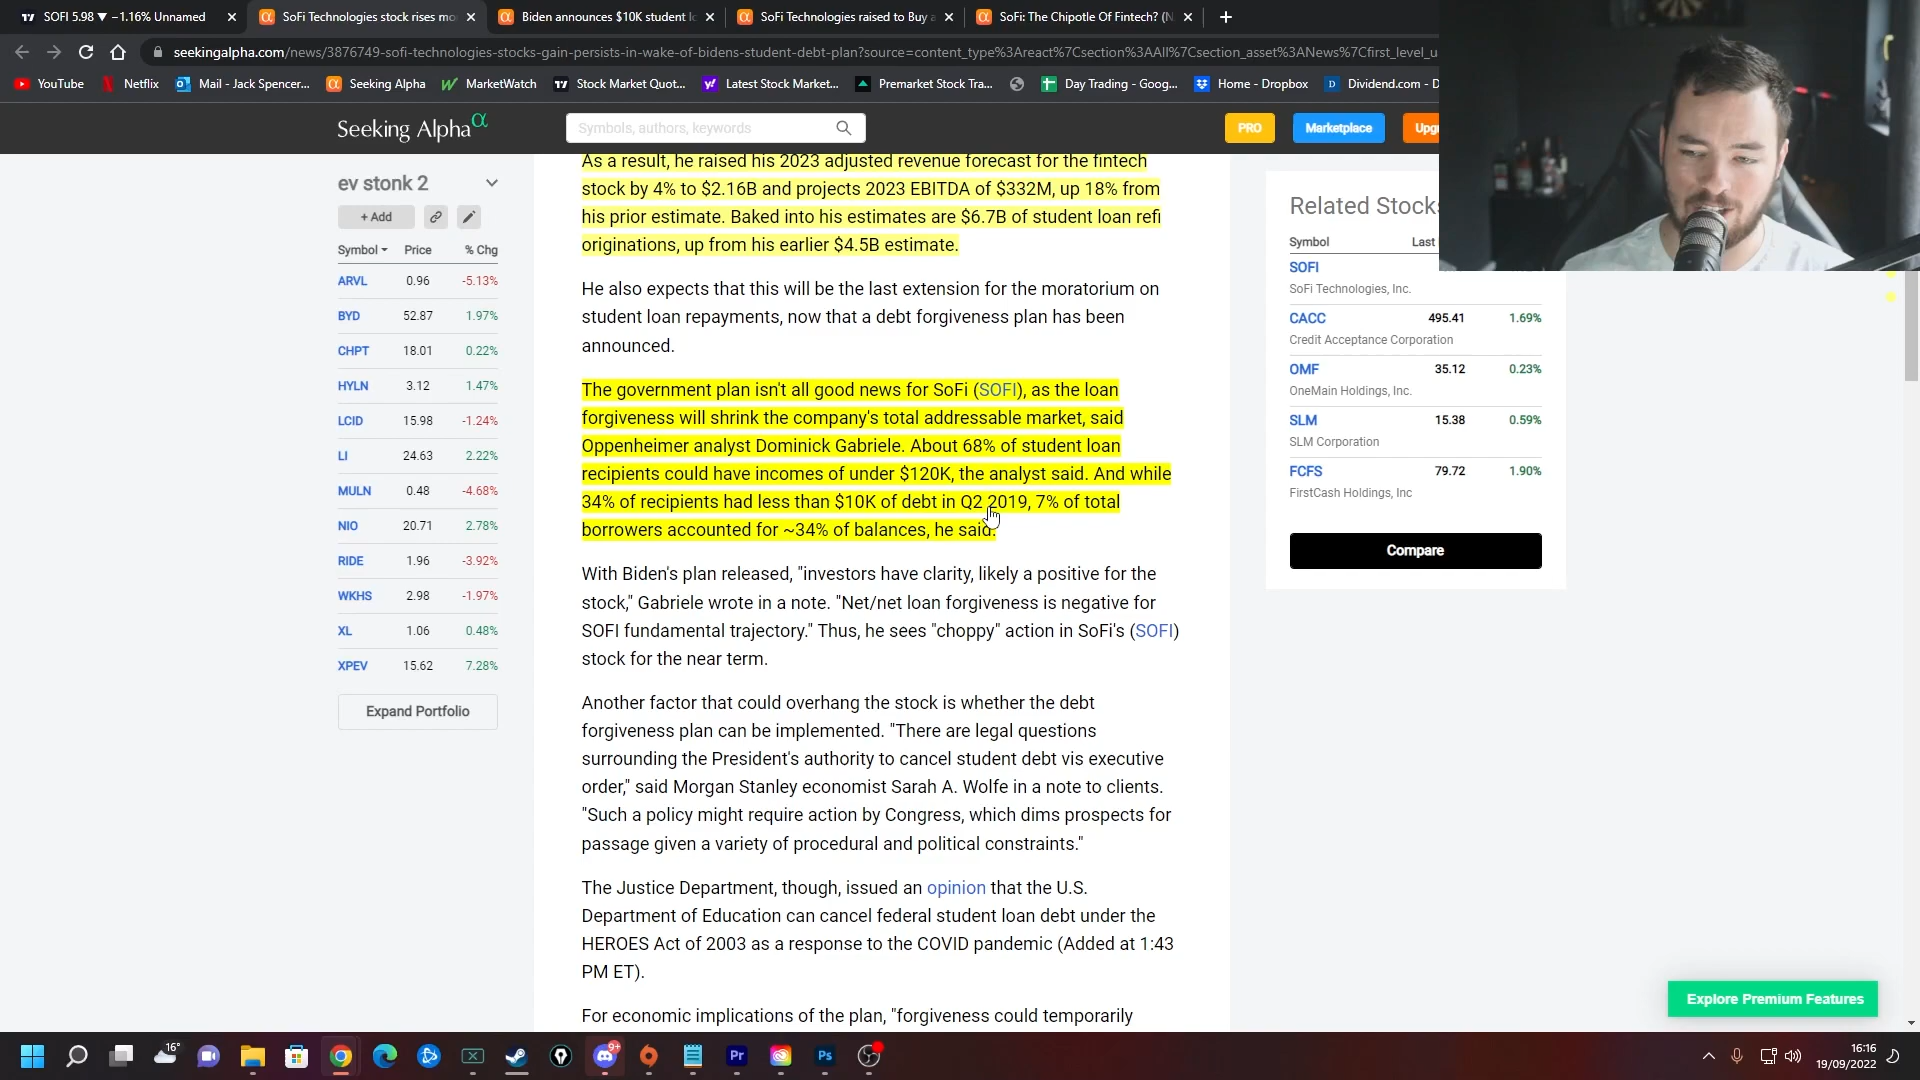 SOFI 5.98 ▼ −1.16% Unnamed
SoFi Technologies stock rises mo
Biden announces $10K student l
SoFi Technologies raised to Buy a
SoFi: The Chipotle Of Fintech? (N
seekingalpha.com/news/3876749-sofi-technologies-stocks-gain-persists-in-wake-of-bidens-student-debt-plan?source=content_type%3Areact%7Csection%3AAll%7Csection_asset%3ANews%7Cfirst_level_u
YouTube
Netflix
Mail - Jack Spencer...
Seeking Alpha
MarketWatch
Stock Market Quot...
Latest Stock Market...
Premarket Stock Tra...
Day Trading - Goog...
Home - Dropbox
Dividend.com - D
Seeking Alpha α
Symbols, authors, keywords
PRO
Marketplace
Upg
ev stonk 2
+ Add
Symbol Price % Chg
ARVL 0.96 -5.13%
BYD 52.87 1.97%
CHPT 18.01 0.22%
HYLN 3.12 1.47%
LCID 15.98 -1.24%
LI 24.63 2.22%
MULN 0.48 -4.68%
NIO 20.71 2.78%
RIDE 1.96 -3.92%
WKHS 2.98 -1.97%
XL 1.06 0.48%
XPEV 15.62 7.28%
Expand Portfolio
As a result, he raised his 2023 adjusted revenue forecast for the fintech
stock by 4% to $2.16B and projects 2023 EBITDA of $332M, up 18% from
his prior estimate. Baked into his estimates are $6.7B of student loan refi
originations, up from his earlier $4.5B estimate.
He also expects that this will be the last extension for the moratorium on
student loan repayments, now that a debt forgiveness plan has been
announced.
The government plan isn't all good news for SoFi (SOFI), as the loan
forgiveness will shrink the company's total addressable market, said
Oppenheimer analyst Dominick Gabriele. About 68% of student loan
recipients could have incomes of under $120K, the analyst said. And while
34% of recipients had less than $10K of debt in Q2 2019, 7% of total
borrowers accounted for ~34% of balances, he said.
With Biden's plan released, "investors have clarity, likely a positive for the
stock," Gabriele wrote in a note. "Net/net loan forgiveness is negative for
SOFI fundamental trajectory." Thus, he sees "choppy" action in SoFi's (SOFI)
stock for the near term.
Another factor that could overhang the stock is whether the debt
forgiveness plan can be implemented. "There are legal questions
surrounding the President's authority to cancel student debt vis executive
order," said Morgan Stanley economist Sarah A. Wolfe in a note to clients.
"Such a policy might require action by Congress, which dims prospects for
passage given a variety of procedural and political constraints."
The Justice Department, though, issued an opinion that the U.S.
Department of Education can cancel federal student loan debt under the
HEROES Act of 2003 as a response to the COVID pandemic (Added at 1:43
PM ET).
For economic implications of the plan, "forgiveness could temporarily
Related Stocks
Symbol Last
SOFI
SoFi Technologies, Inc.
CACC 495.41 1.69%
Credit Acceptance Corporation
OMF 35.12 0.23%
OneMain Holdings, Inc.
SLM 15.38 0.59%
SLM Corporation
FCFS 79.72 1.90%
FirstCash Holdings, Inc
Compare
Explore Premium Features
16°
9+
Pr
Ps
16:16
19/09/2022